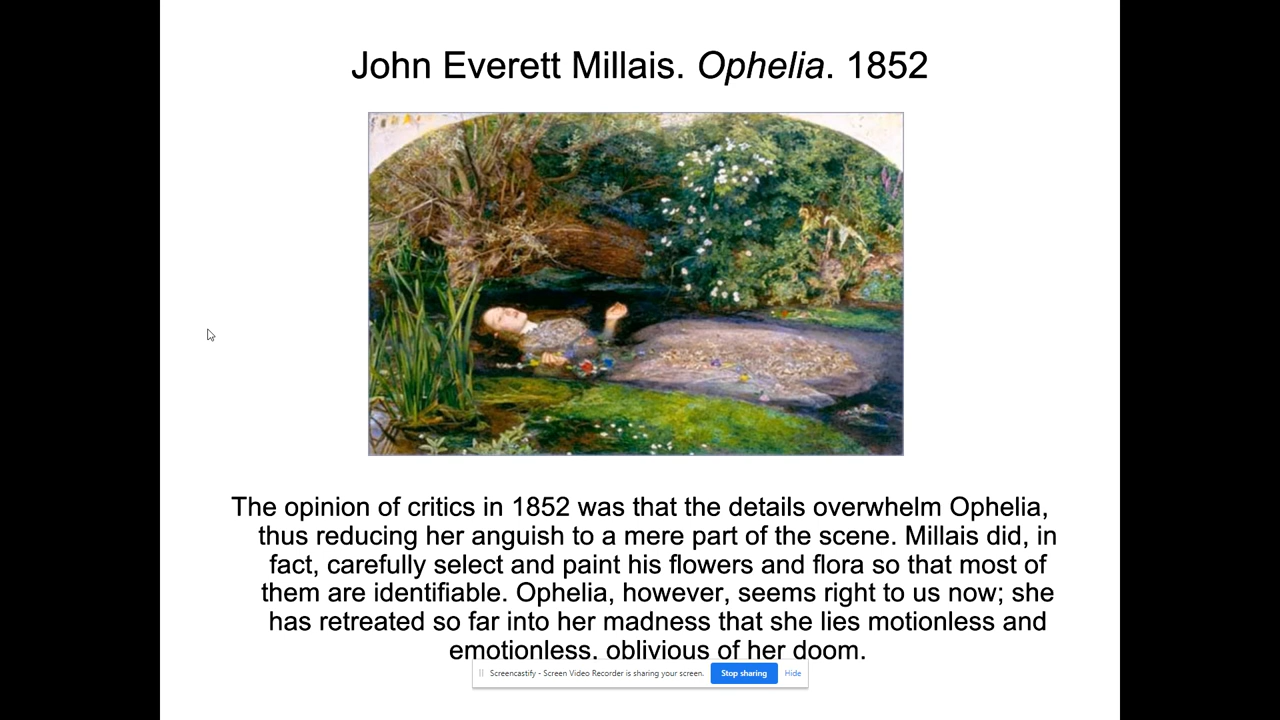 John Everett Millais. Ophelia. 1852
The opinion of critics in 1852 was that the details overwhelm Ophelia,
thus reducing her anguish to a mere part of the scene. Millais did, in
fact, carefully select and paint his flowers and flora so that most of
them are identifiable. Ophelia, however, seems right to us now; she
has retreated so far into her madness that she lies motionless and
emotionless, oblivious of her doom.
Screencastify - Screen Video Recorder is sharing your screen. Stop sharing Hide